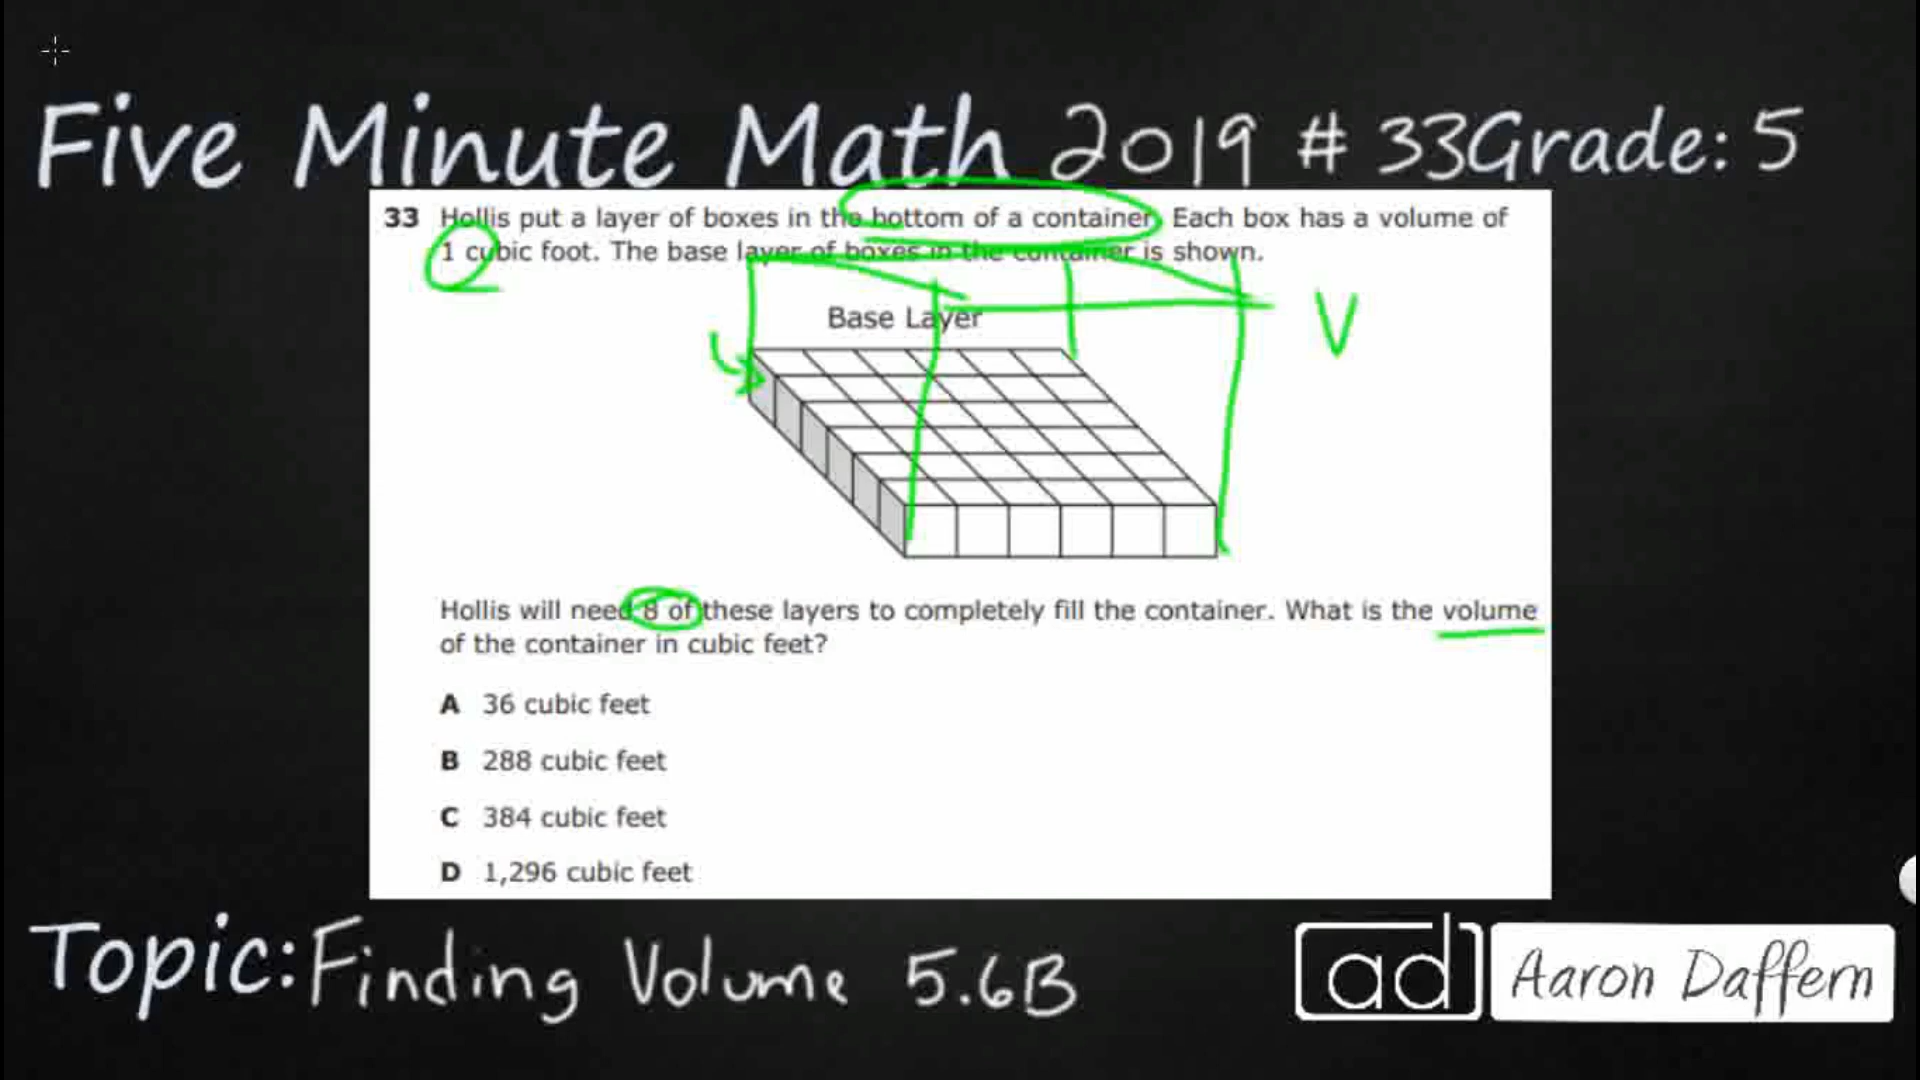 Five Minute Math 2019 # 33 Grade: 5
33 Hollis put a layer of boxes in the bottom of a container. Each box has a volume of
1 cubic foot. The base layer of boxes in the container is shown.
V
Base Layer
Hollis will need 8 of these layers to completely fill the container. What is the volume
of the container in cubic feet?
A 36 cubic feet
B 288 cubic feet
C 384 cubic feet
D 1,296 cubic feet
Topic: Finding Volume 5.6B
ad Aaron Daffern